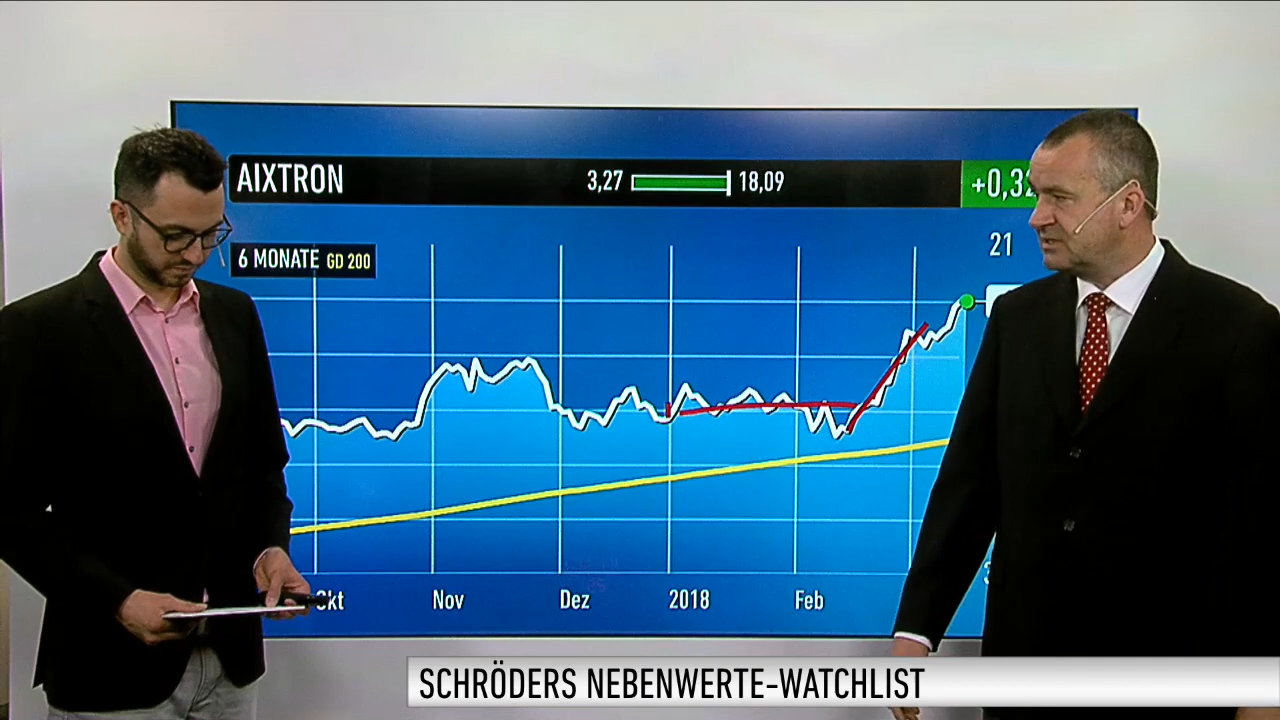 AIXTRON 3,27 18,09 +0,32
6 MONATE GD 200
21
Okt Nov Dez 2018 Feb
SCHRÖDERS NEBENWERTE-WATCHLIST